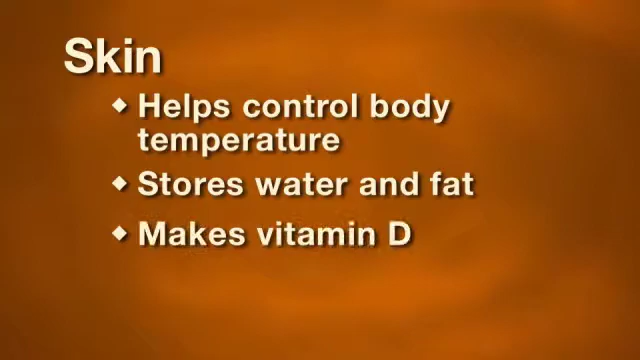 Skin
◆ Helps control body
temperature
◆ Stores water and fat
◆ Makes vitamin D